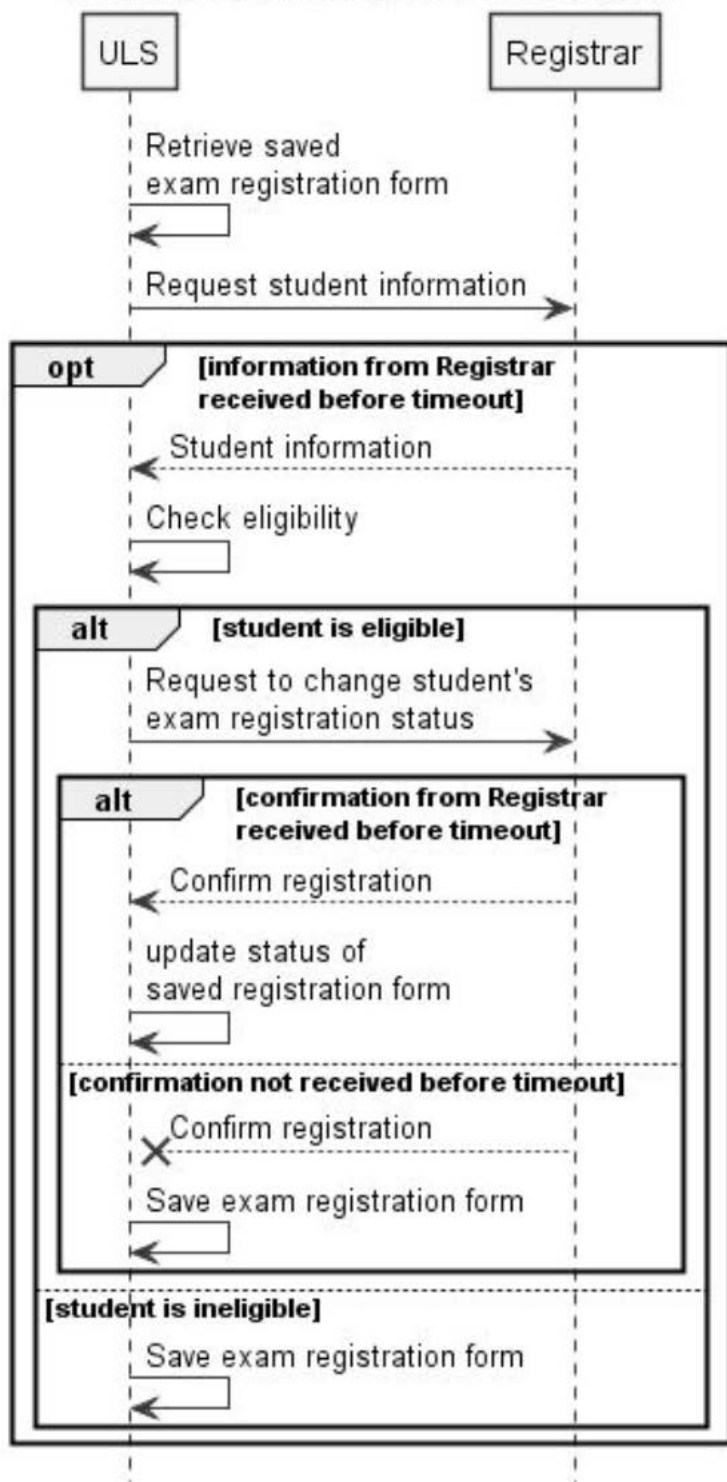 ULS
Registrar
Retrieve saved
exam registration form
Request student information
opt
[information from Registrar
received before timeout]
Student information
Check eligibility
alt
[student is eligible]
Request to change student's
exam registration status
alt
[confirmation from Registrar
received before timeout]
Confirm registration
update status of
saved registration form
[confirmation not received before timeout]
Confirm registration
Save exam registration form
[student is ineligible]
Save exam registration form